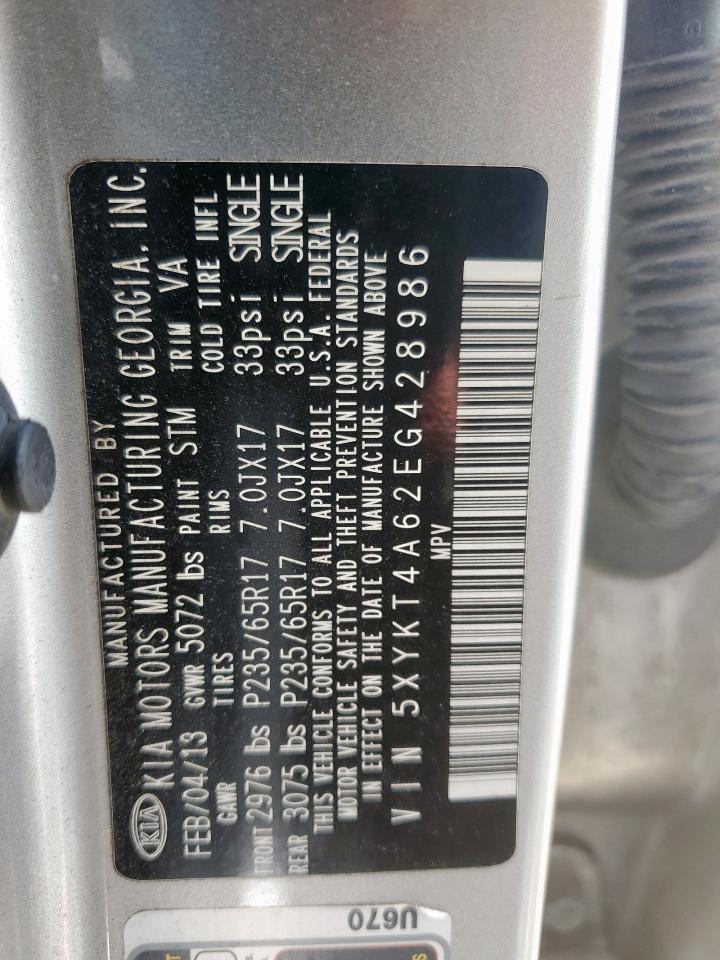 MANUFACTURED BY
KIA KIA MOTORS MANUFACTURING GEORGIA. INC.
FEB/04/13 GVWR 5072 lbs PAINT STM TRIM VA
GAWR TIRES RIMS COLD TIRE INFL
FRONT 2976 lbs P235/65R17 7.0JX17 33psi SINGLE
REAR 3075 lbs P235/65R17 7.0JX17 33psi SINGLE
THIS VEHICLE CONFORMS TO ALL APPLICABLE U.S.A. FEDERAL
MOTOR VEHICLE SAFETY AND THEFT PREVENTION STANDARDS
IN EFFECT ON THE DATE OF MANUFACTURE SHOWN ABOVE
VIN 5XYKT4A62EG428986
MPV
U670